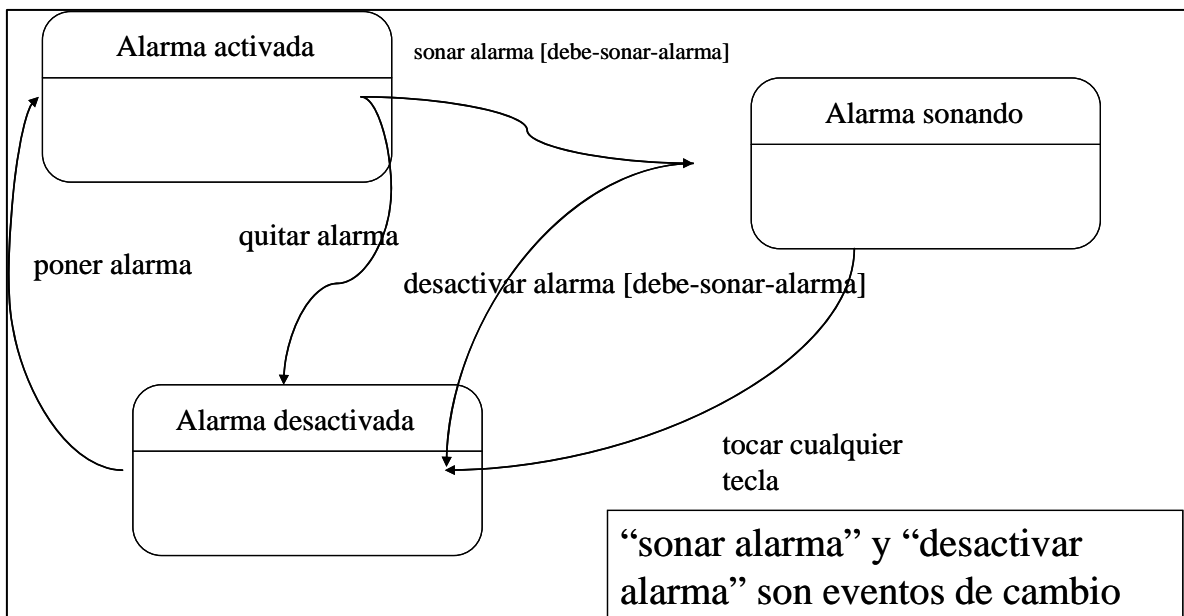 Alarma activada
sonar alarma [debe-sonar-alarma]
Alarma sonando
quitar alarma
poner alarma
desactivar alarma [debe-sonar-alarma]
Alarma desactivada
tocar cualquier
tecla
“sonar alarma” y “desactivar
alarma” son eventos de cambio